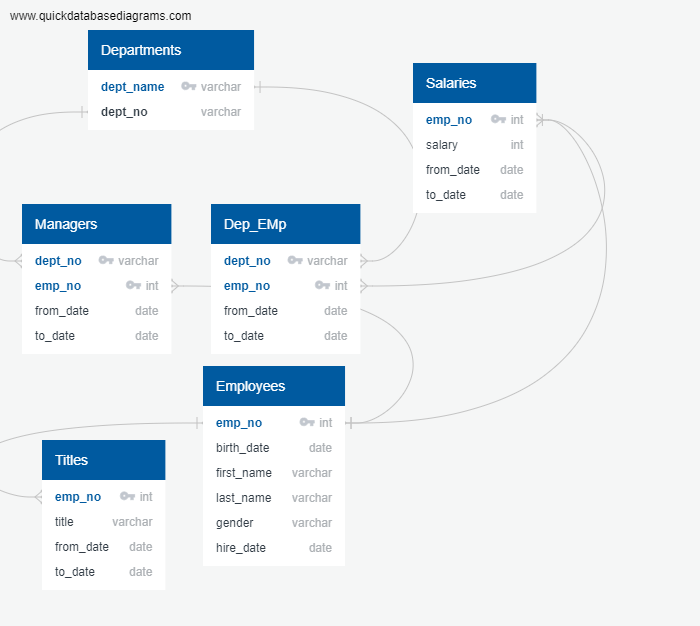 www.quickdatabasediagrams.com
Departments
dept_name varchar
dept_no varchar
Salaries
emp_no int
salary int
from_date date
to_date date
Managers
dept_no varchar
emp_no int
from_date date
to_date date
Dep_EMp
dept_no varchar
emp_no int
from_date date
to_date date
Employees
emp_no int
birth_date date
first_name varchar
last_name varchar
gender varchar
hire_date date
Titles
emp_no int
title varchar
from_date date
to_date date